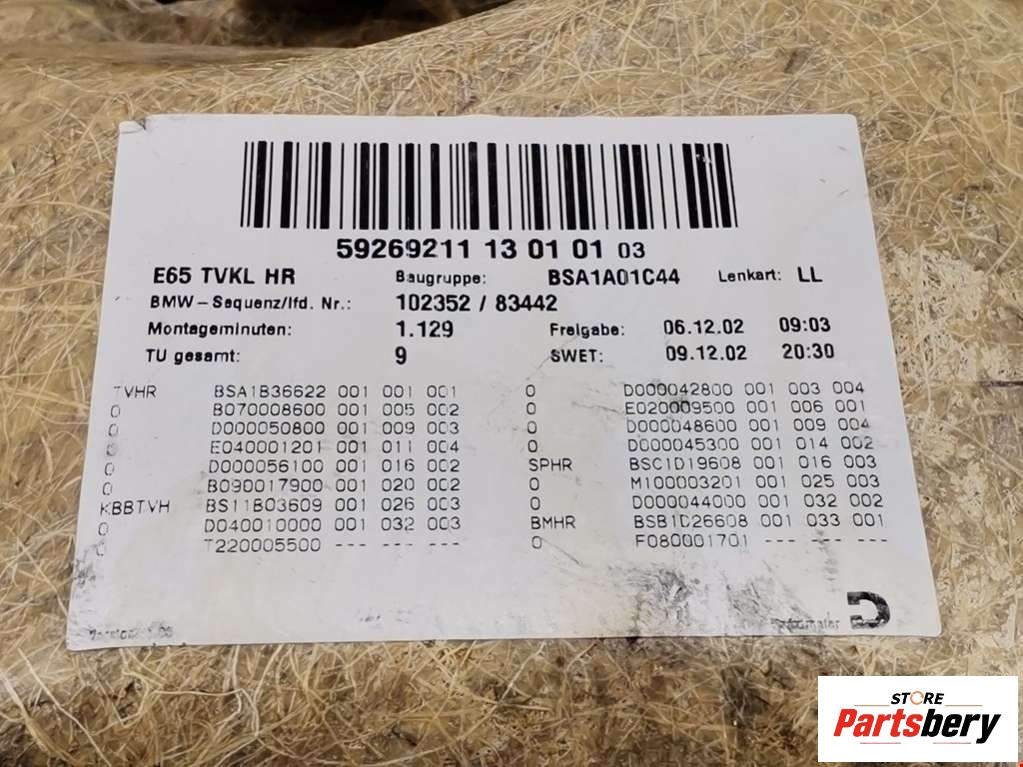 59269211 13 01 01 03
E65 TVKL HR Baugruppe: BSA1A01C44 Lenkart: LL
BMW-Sequenz/lfd. Nr.: 102352 / 83442
Montageminuten: 1.129 Freigabe: 06.12.02 09:03
TU gesamt: 9 SWET: 09.12.02 20:30
TVHR BSA1B36622 001 001 001 0 D000042800 001 003 004
0 B070008600 001 005 002 0 E020009500 001 006 001
0 D000050800 001 009 003 0 D000048600 001 009 004
0 E040001201 001 011 004 0 D000045300 001 014 002
0 D000056100 001 016 002 SPHR BSC1D19608 001 016 003
0 B090017900 001 020 002 0 M100003201 001 025 003
KBBTVH BS11B03609 001 026 003 0 D000044000 001 032 002
0 D040010000 001 032 003 BMHR BSB1C26608 001 033 001
0 T220005500 --- --- --- 0 F080001701 --- --- ---
STORE
Partsbery